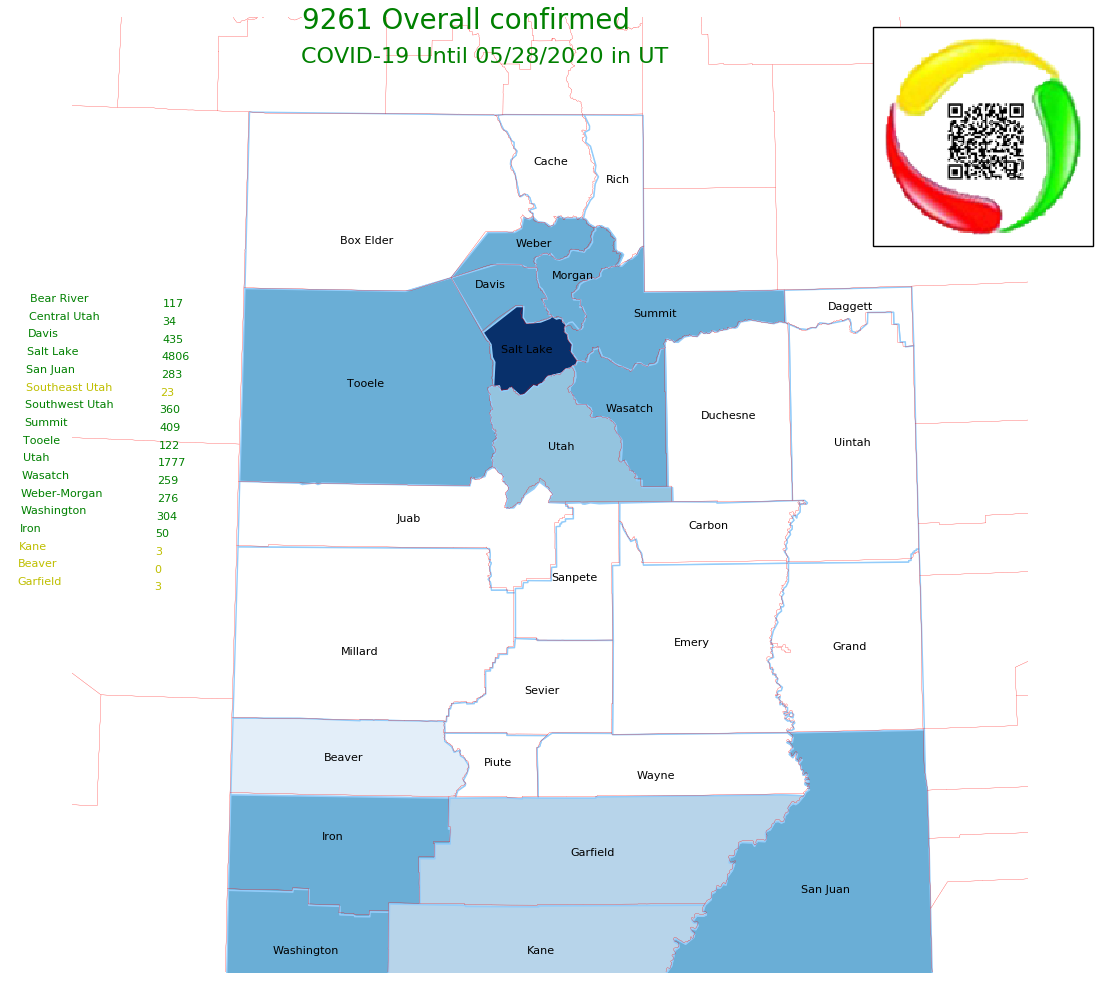 9261 Overall confirmed
COVID-19 Until 05/28/2020 in UT
Cache
Rich
Box Elder
Weber
Morgan
Davis
Summit
Daggett
Salt Lake
Tooele
Wasatch
Duchesne
Uintah
Utah
Juab
Carbon
Sanpete
Millard
Emery
Grand
Sevier
Beaver
Piute
Wayne
Iron
Garfield
San Juan
Washington
Kane
Bear River 117
Central Utah 34
Davis 435
Salt Lake 4806
San Juan 283
Southeast Utah 23
Southwest Utah 360
Summit 409
Tooele 122
Utah 1777
Wasatch 259
Weber-Morgan 276
Washington 304
Iron 50
Kane 3
Beaver 0
Garfield 3